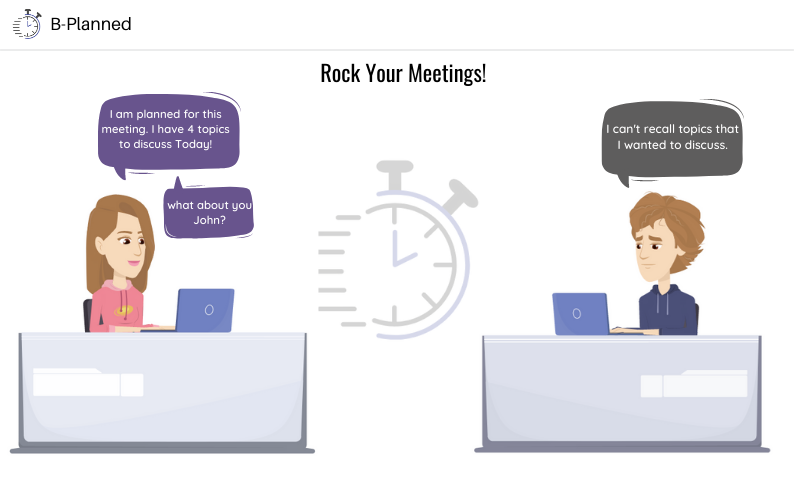 B-Planned
Rock Your Meetings!
I am planned for this
meeting. I have 4 topics
to discuss Today!
what about you
John?
I can't recall topics that
I wanted to discuss.